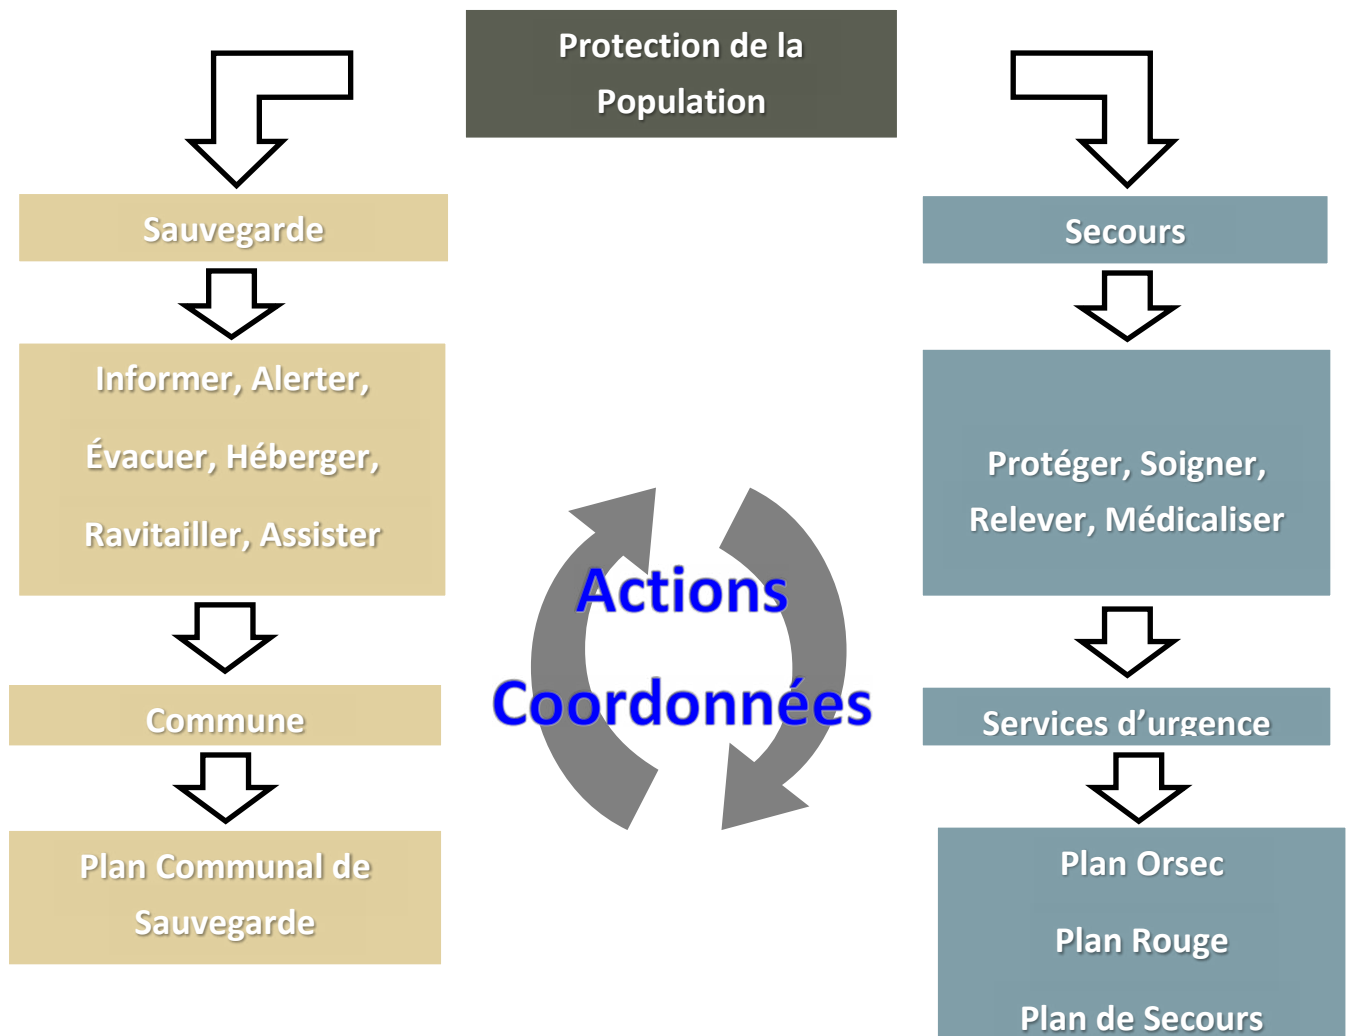 Protection de la
Population
Sauvegarde
Secours
Informer, Alerter,
Évacuer, Héberger,
Ravitailler, Assister
Protéger, Soigner,
Relever, Médicaliser
Actions
Coordonnées
Commune
Services d’urgence
Plan Communal de
Sauvegarde
Plan Orsec
Plan Rouge
Plan de Secours